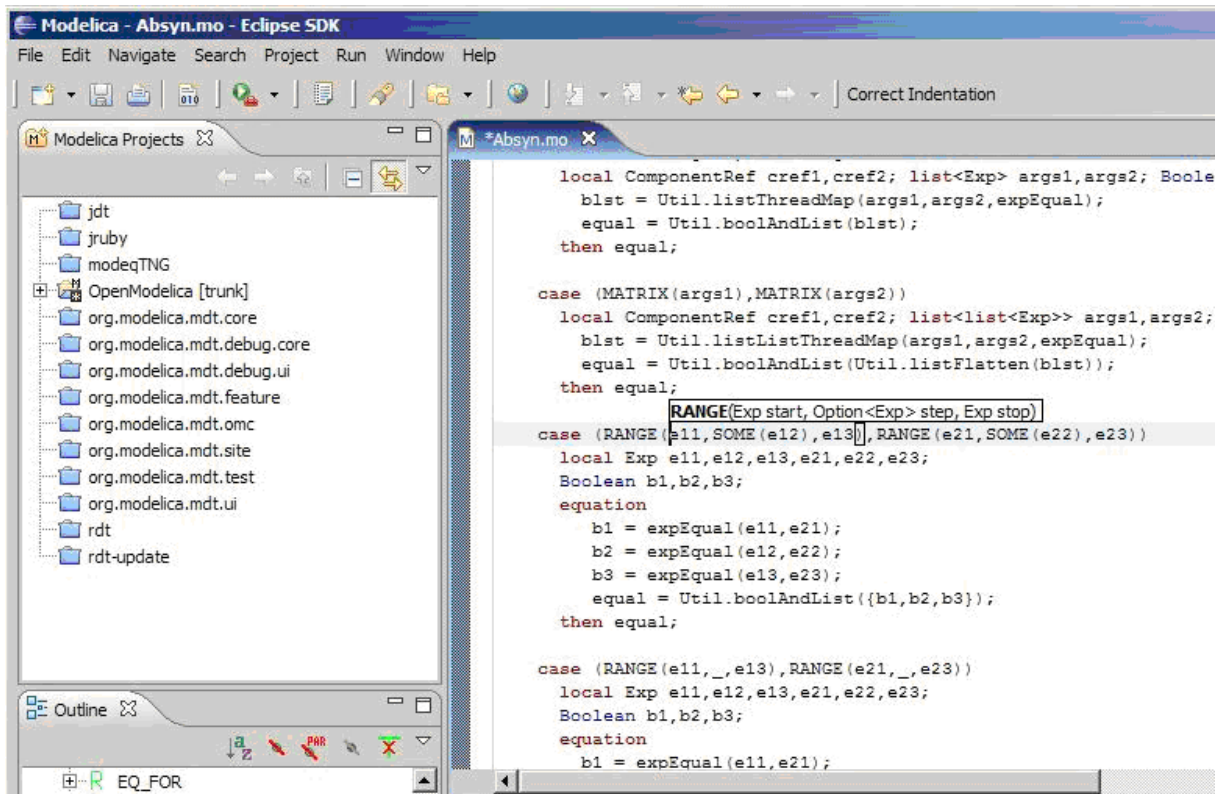 Modelica - Absyn.mo - Eclipse SDK
File Edit Navigate Search Project Run Window Help
Correct Indentation
Modelica Projects
jdt
jruby
modeqTNG
OpenModelica [trunk]
org.modelica.mdt.core
org.modelica.mdt.debug.core
org.modelica.mdt.debug.ui
org.modelica.mdt.feature
org.modelica.mdt.omc
org.modelica.mdt.site
org.modelica.mdt.test
org.modelica.mdt.ui
rdt
rdt-update
Outline
EQ_FOR
*Absyn.mo
local ComponentRef cref1,cref2; list<Exp> args1,args2; Boole
blst = Util.listThreadMap(args1,args2,expEqual);
equal = Util.boolAndList(blst);
then equal;
case (MATRIX(args1),MATRIX(args2))
local ComponentRef cref1,cref2; list<list<Exp>> args1,args2;
blst = Util.listListThreadMap(args1,args2,expEqual);
equal = Util.boolAndList(Util.listFlatten(blst));
then equal;
RANGE(Exp start, Option<Exp> step, Exp stop)
case (RANGE(e11,SOME(e12),e13),RANGE(e21,SOME(e22),e23))
local Exp e11,e12,e13,e21,e22,e23;
Boolean b1,b2,b3;
equation
b1 = expEqual(e11,e21);
b2 = expEqual(e12,e22);
b3 = expEqual(e13,e23);
equal = Util.boolAndList({b1,b2,b3});
then equal;
case (RANGE(e11,_,e13),RANGE(e21,_,e23))
local Exp e11,e12,e13,e21,e22,e23;
Boolean b1,b2,b3;
equation
b1 = expEqual(e11,e21);